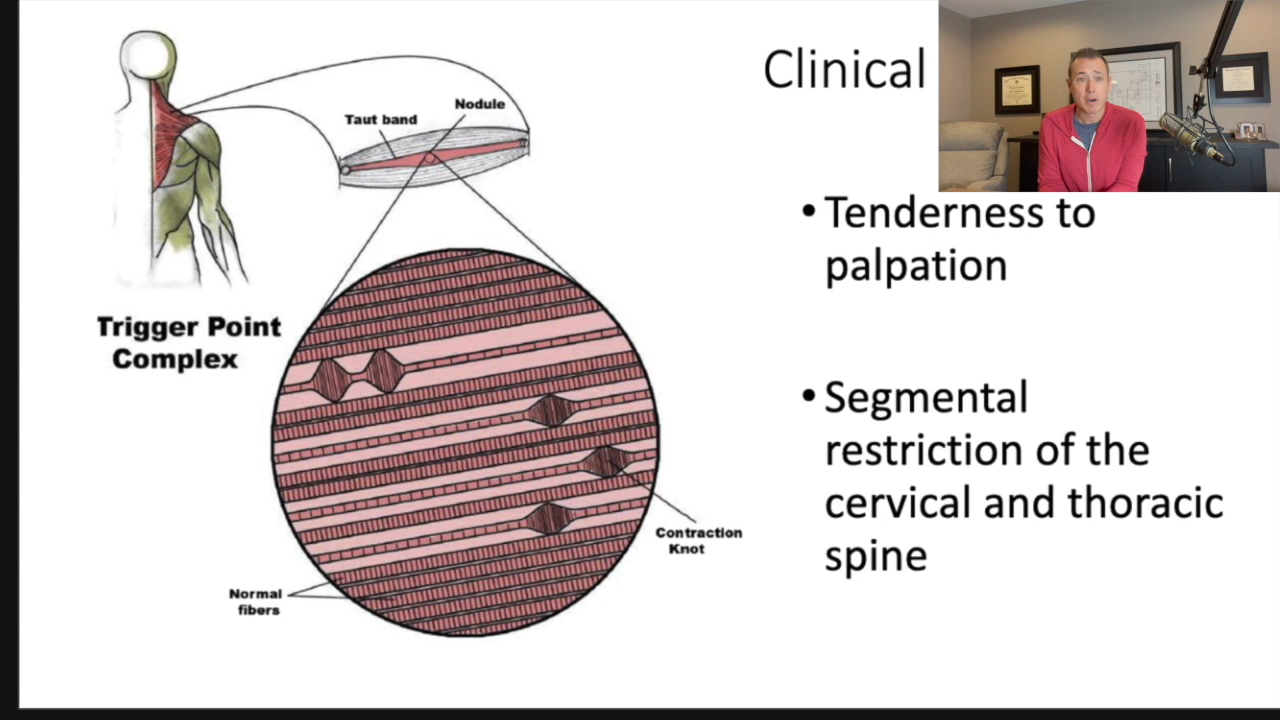 Clinical
Nodule
Taut band
Trigger Point
Complex
Contraction
Knot
Normal
fibers
• Tenderness to
palpation
• Segmental
restriction of the
cervical and thoracic
spine